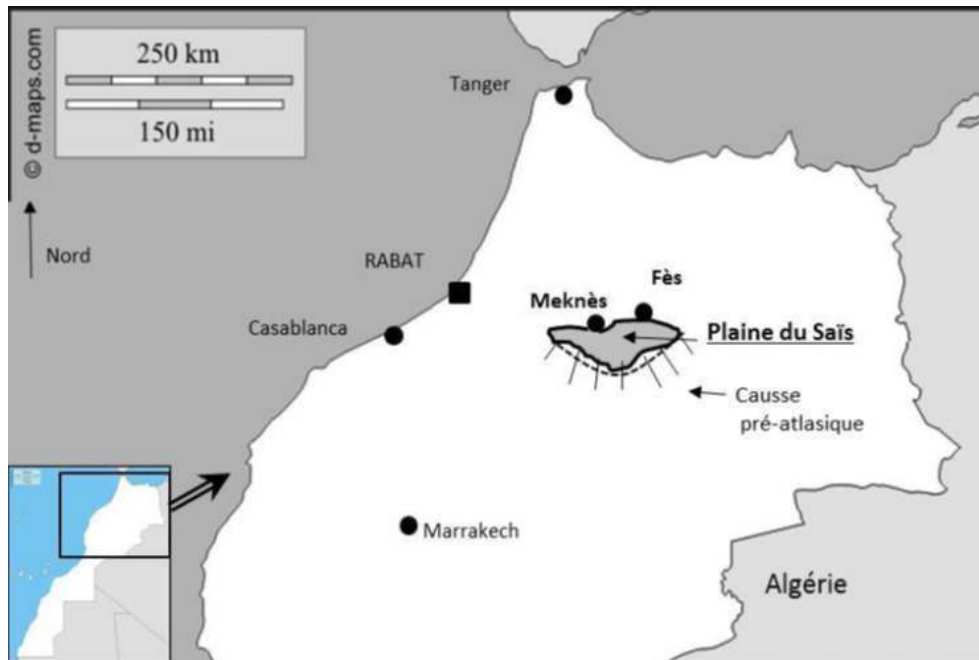 © d-maps.com
250 km
150 mi
Nord
Tanger
RABAT
Casablanca
Fès
Meknès
Plaine du Saïs
Causse
pré-atlasique
Marrakech
Algérie